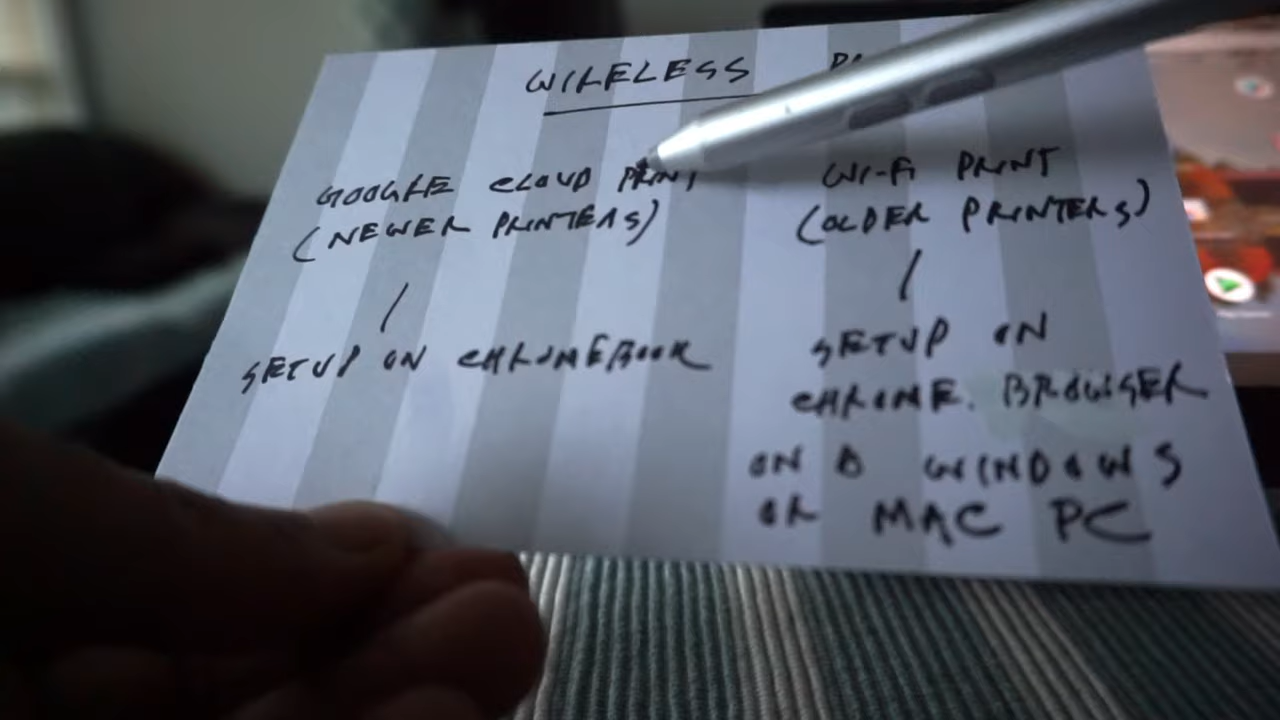 WIRELESS
GOOGLE CLOUD PRINT
(NEWER PRINTERS)
/
SETUP ON CHROMEBOOK
WI-FI PRINT
(OLDER PRINTERS)
/
SETUP ON
CHROME. BROWSER
ON A WINDOWS
OR MAC PC